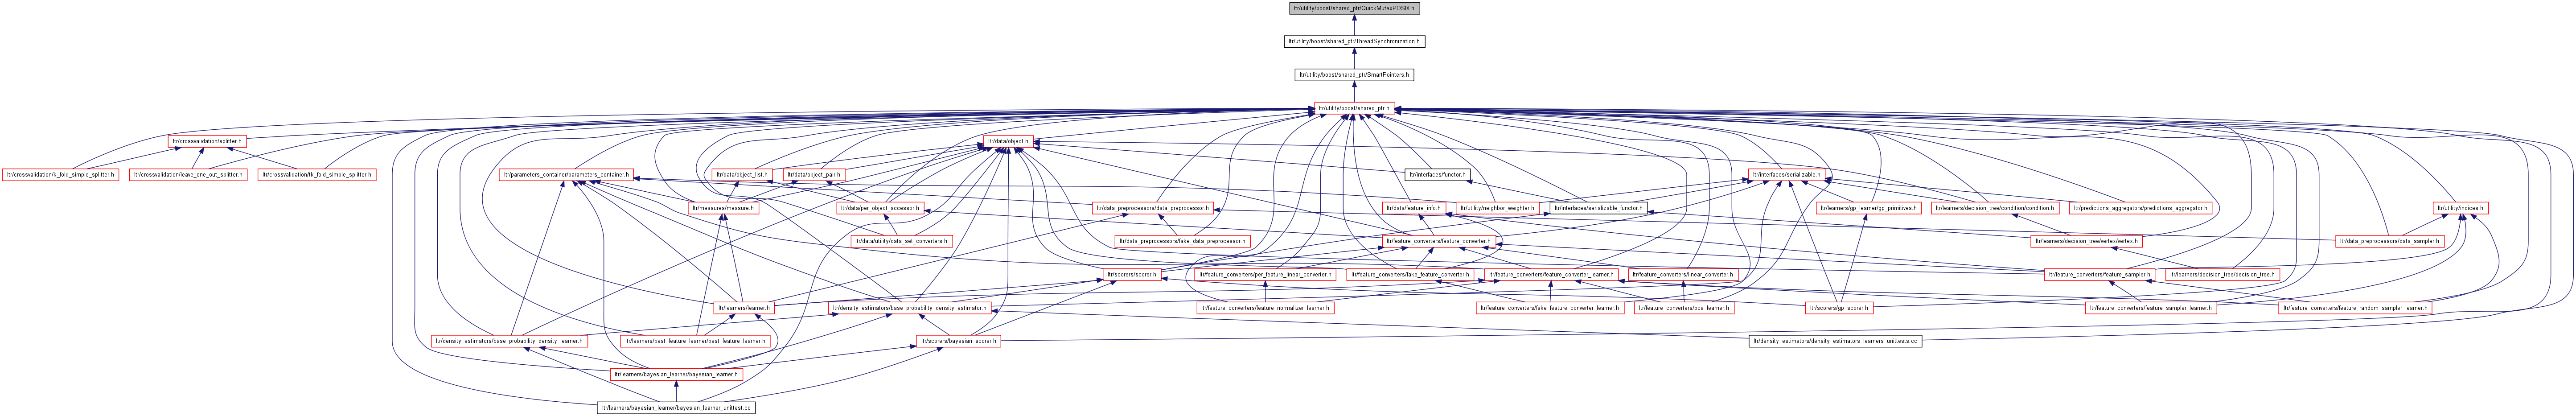 ltr/utility/boost/shared_ptr/QuickMutexPOSIX.h
ltr/utility/boost/shared_ptr/ThreadSynchronization.h
ltr/utility/boost/shared_ptr/SmartPointers.h
ltr/utility/boost/shared_ptr.h
ltr/crossvalidation/splitter.h
ltr/data/object.h
ltr/crossvalidation/k_fold_simple_splitter.h
ltr/crossvalidation/leave_one_out_splitter.h
ltr/crossvalidation/tk_fold_simple_splitter.h
ltr/parameters_container/parameters_container.h
ltr/data/object_list.h
ltr/data/object_pair.h
ltr/interfaces/functor.h
ltr/interfaces/serializable.h
ltr/measures/measure.h
ltr/data/per_object_accessor.h
ltr/data_preprocessors/data_preprocessor.h
ltr/data/feature_info.h
ltr/utility/neighbor_weighter.h
ltr/interfaces/serializable_functor.h
ltr/learners/gp_learner/gp_primitives.h
ltr/learners/decision_tree/condition/condition.h
ltr/predictions_aggregators/predictions_aggregator.h
ltr/utility/indices.h
ltr/data/utility/data_set_converters.h
ltr/data_preprocessors/fake_data_preprocessor.h
ltr/feature_converters/feature_converter.h
ltr/learners/decision_tree/vertex/vertex.h
ltr/data_preprocessors/data_sampler.h
ltr/scorers/scorer.h
ltr/feature_converters/per_feature_linear_converter.h
ltr/feature_converters/fake_feature_converter.h
ltr/feature_converters/feature_converter_learner.h
ltr/feature_converters/linear_converter.h
ltr/feature_converters/feature_sampler.h
ltr/learners/decision_tree/decision_tree.h
ltr/learners/learner.h
ltr/density_estimators/base_probability_density_estimator.h
ltr/feature_converters/feature_normalizer_learner.h
ltr/feature_converters/fake_feature_converter_learner.h
ltr/feature_converters/pca_learner.h
ltr/scorers/gp_scorer.h
ltr/feature_converters/feature_sampler_learner.h
ltr/feature_converters/feature_random_sampler_learner.h
ltr/density_estimators/base_probability_density_learner.h
ltr/learners/best_feature_learner/best_feature_learner.h
ltr/scorers/bayesian_scorer.h
ltr/density_estimators/density_estimators_learners_unittests.cc
ltr/learners/bayesian_learner/bayesian_learner.h
ltr/learners/bayesian_learner/bayesian_learner_unittest.cc